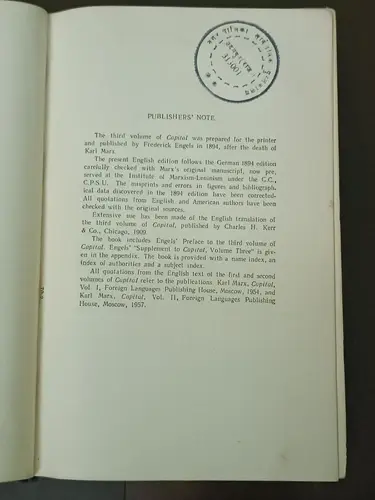 PUBLISHERS' NOTE
The third volume of Capital was prepared for the printer
and published by Frederick Engels in 1894, after the death of
Karl Marx.
The present English edition follows the German 1894 edition
carefully checked with Marx's original manuscript, now pre-
served at the Institute of Marxism-Leninism under the C.C.,
C.P.S.U. The misprints and errors in figures and bibliograph-
ical data discovered in the 1894 edition have been corrected.
All quotations from English and American authors have been
checked with the original sources.
Extensive use has been made of the English translation of
the third volume of Capital, published by Charles H. Kerr
& Co., Chicago, 1909.
The book includes Engels' Preface to the third volume of
Capital. Engels' "Supplement to Capital, Volume Three" is giv-
en in the appendix. The book is provided with a name index, an
index of authorities and a subject index.
All quotations from the English text of the first and second
volumes of Capital refer to the publications: Karl Marx, Capital,
Vol. I, Foreign Languages Publishing House, Moscow, 1954, and
Karl Marx, Capital, Vol. II, Foreign Languages Publishing
House, Moscow, 1957.